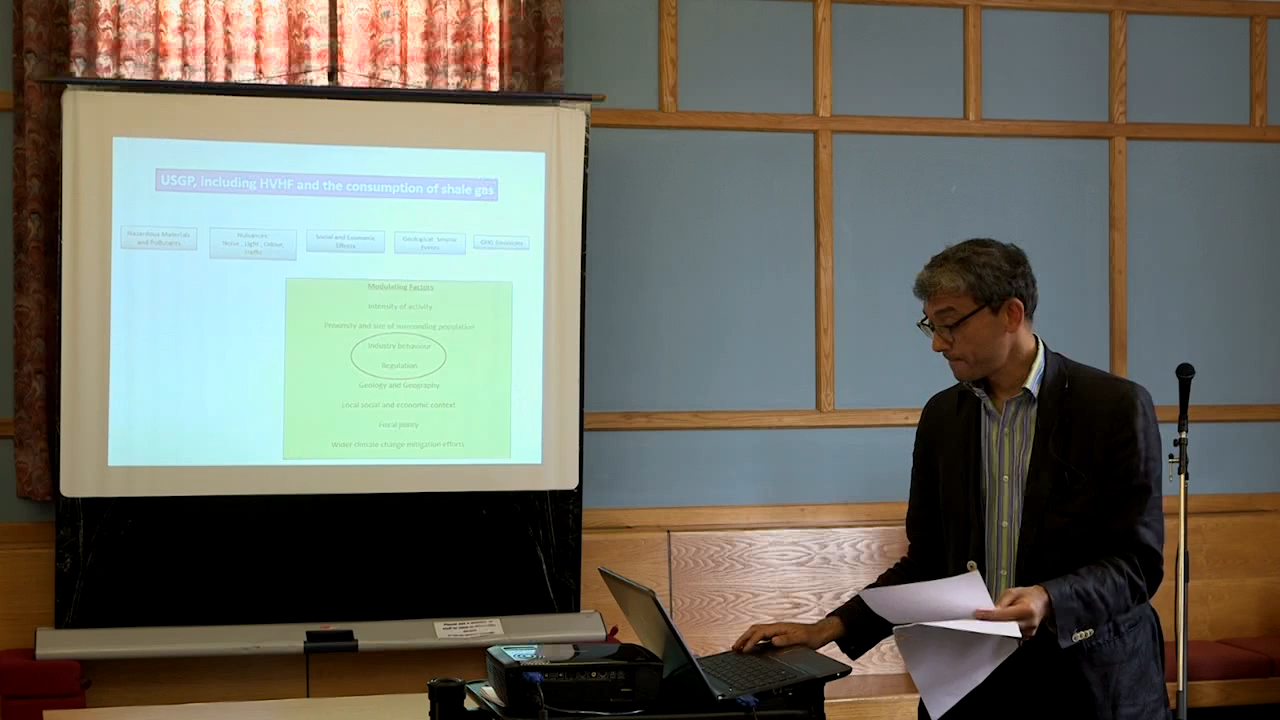 USGP, including HVHF and the consumption of shale gas
Hazardous Materials
and Pollutants
Nuisances:
Noise, Light, Odour,
Traffic
Social and Economic
Effects
Geological, Seismic
Events
GHG Emissions
Modulating Factors
Intensity of activity
Proximity and size of surrounding population
Industry behaviour
Regulation
Geology and Geography
Local social and economic context
Fiscal policy
Wider climate change mitigation efforts